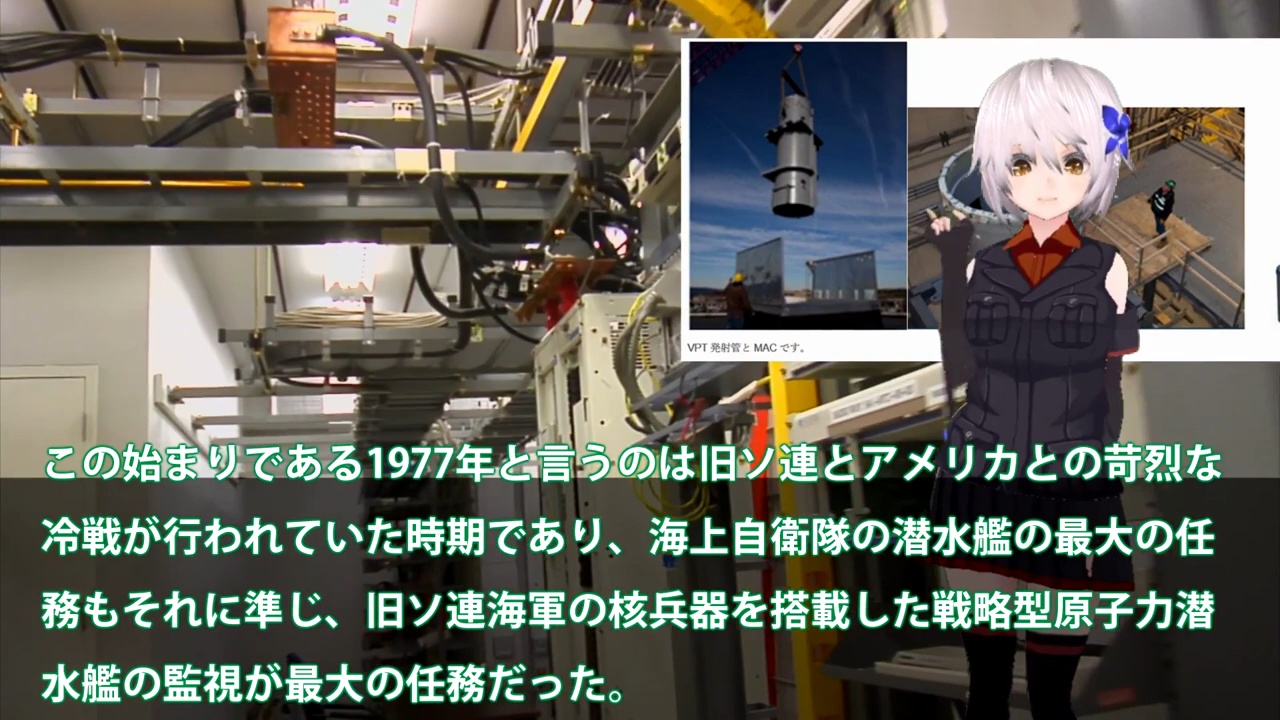 VPT 発射管と MAC です。
この始まりである1977年と言うのは旧ソ連とアメリカとの苛烈な
冷戦が行われていた時期であり、海上自衛隊の潜水艦の最大の任
務もそれに準じ、旧ソ連海軍の核兵器を搭載した戦略型原子力潜
水艦の監視が最大の任務だった。